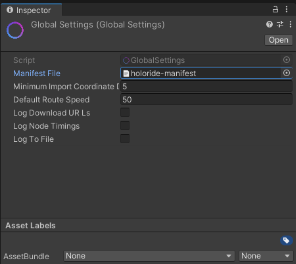 Inspector
Global Settings (Global Settings)
Open
Script GlobalSettings
Manifest File holoride-manifest
Minimum Import Coordinate D 5
Default Route Speed 50
Log Download UR Ls
Log Node Timings
Log To File
Asset Labels
AssetBundle None None